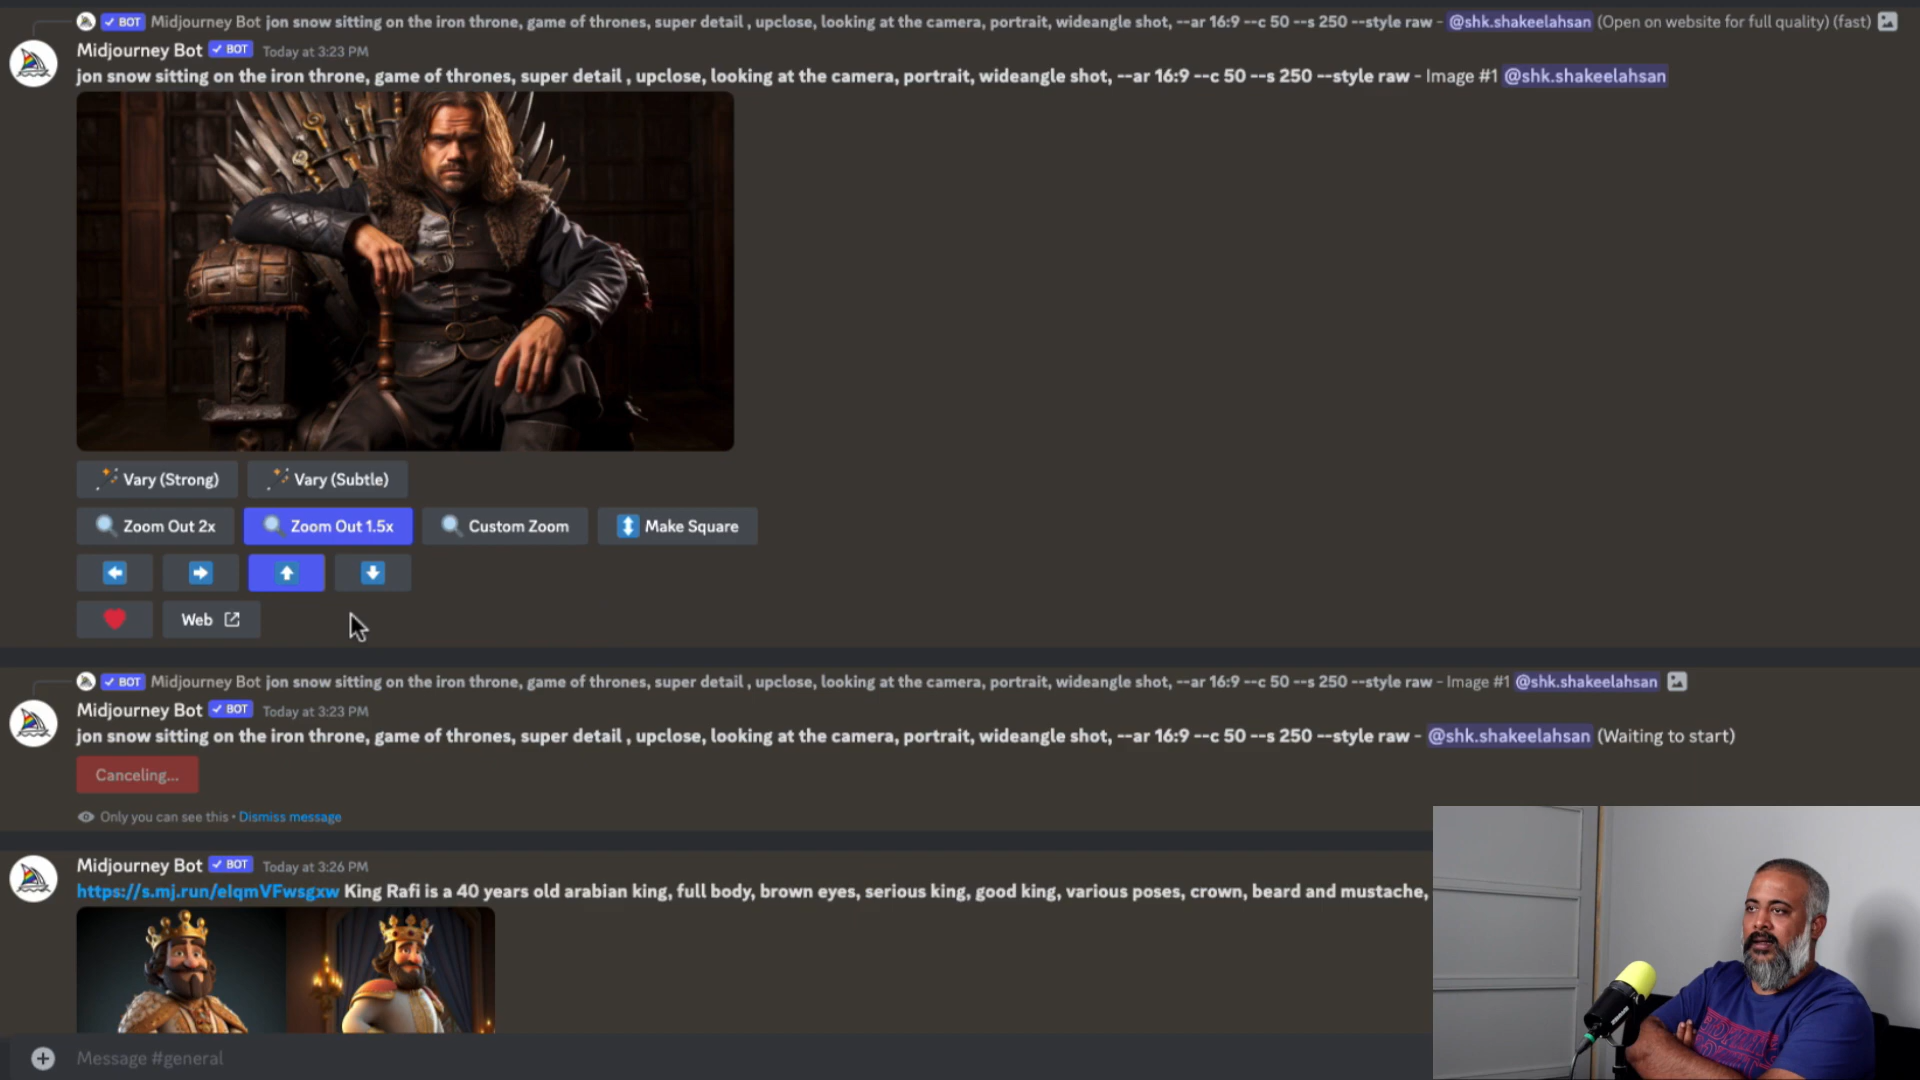 BOT Midjourney Bot jon snow sitting on the iron throne, game of thrones, super detail , upclose, looking at the camera, portrait, wideangle shot, --ar 16:9 --c 50 --s 250 --style raw - @shk.shakeelahsan (Open on website for full quality) (fast)
Midjourney Bot BOT Today at 3:23 PM
jon snow sitting on the iron throne, game of thrones, super detail , upclose, looking at the camera, portrait, wideangle shot, --ar 16:9 --c 50 --s 250 --style raw - Image #1 @shk.shakeelahsan
Vary (Strong) Vary (Subtle)
Zoom Out 2x Zoom Out 1.5x Custom Zoom Make Square
Web
BOT Midjourney Bot jon snow sitting on the iron throne, game of thrones, super detail , upclose, looking at the camera, portrait, wideangle shot, --ar 16:9 --c 50 --s 250 --style raw - Image #1 @shk.shakeelahsan
Midjourney Bot BOT Today at 3:23 PM
jon snow sitting on the iron throne, game of thrones, super detail , upclose, looking at the camera, portrait, wideangle shot, --ar 16:9 --c 50 --s 250 --style raw - @shk.shakeelahsan (Waiting to start)
Canceling...
Only you can see this • Dismiss message
Midjourney Bot BOT Today at 3:26 PM
https://s.mj.run/eIqmVFwsgxw King Rafi is a 40 years old arabian king, full body, brown eyes, serious king, good king, various poses, crown, beard and mustache,
Message #general